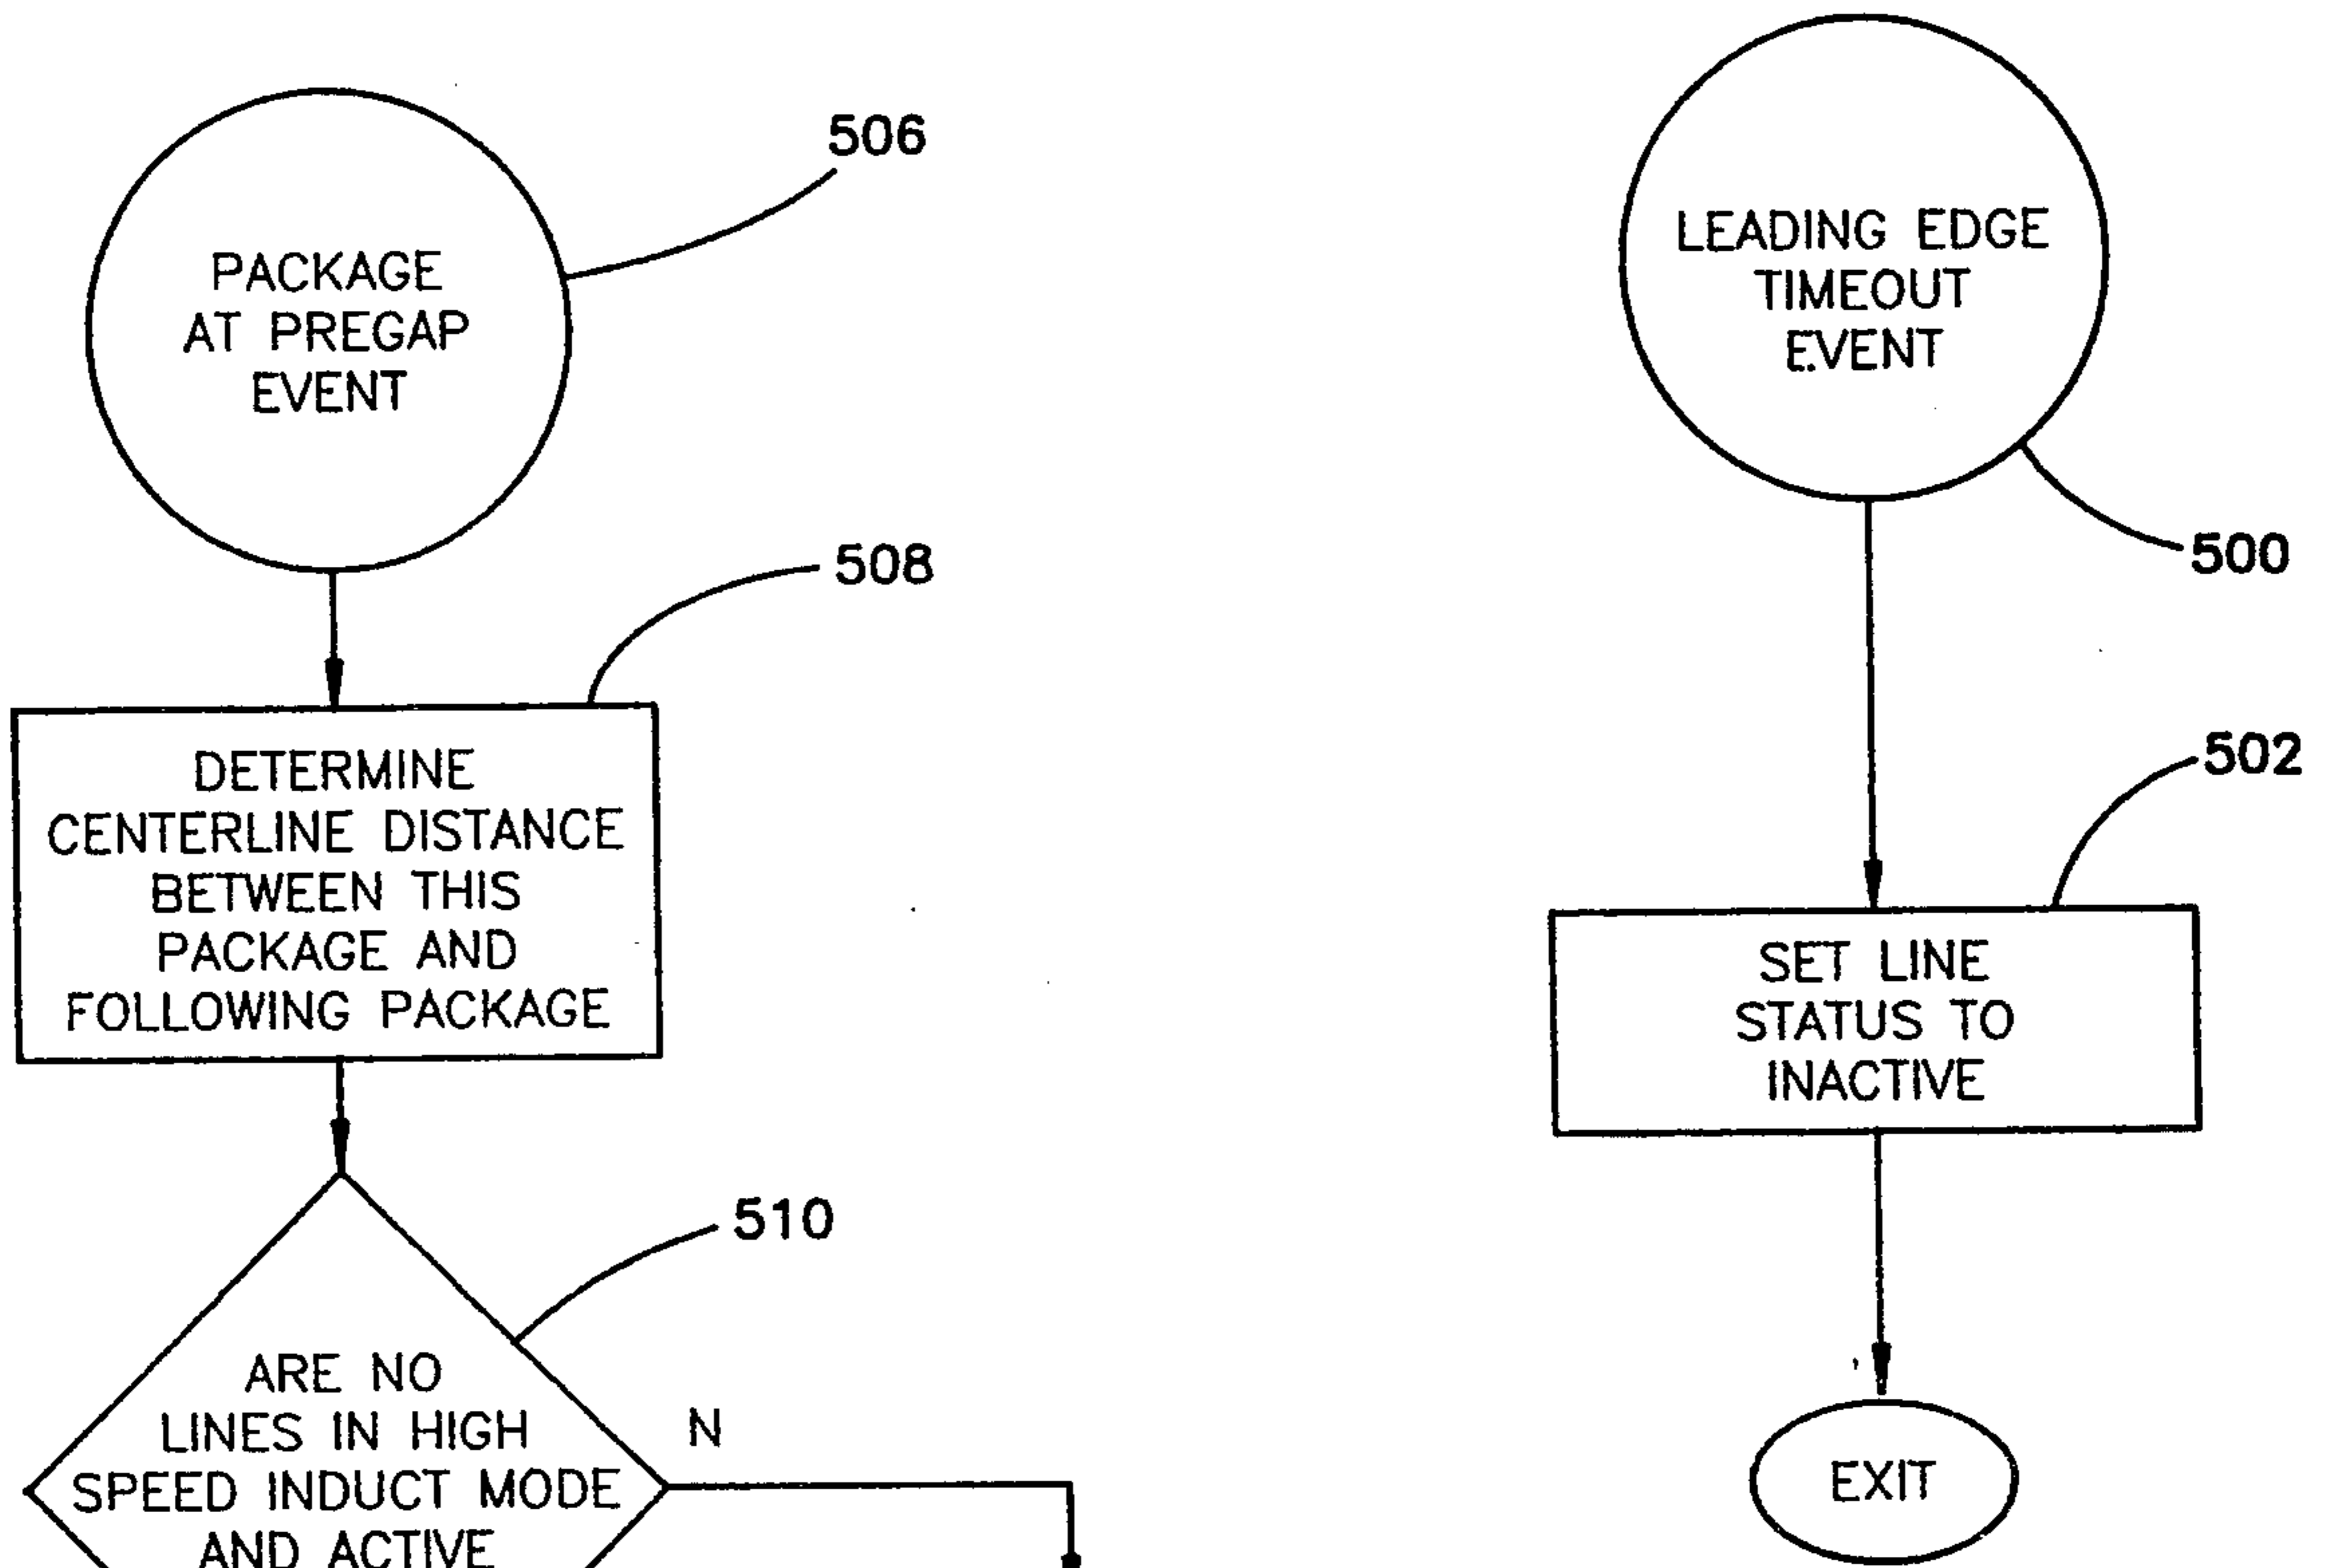 506
PACKAGE
AT PREGAP
EVENT
508
DETERMINE
CENTERLINE DISTANCE
BETWEEN THIS
PACKAGE AND
FOLLOWING PACKAGE
510
ARE NO
LINES IN HIGH
SPEED INDUCT MODE
AND ACTIVE
N
LEADING EDGE
TIMEOUT
EVENT
500
502
SET LINE
STATUS TO
INACTIVE
EXIT